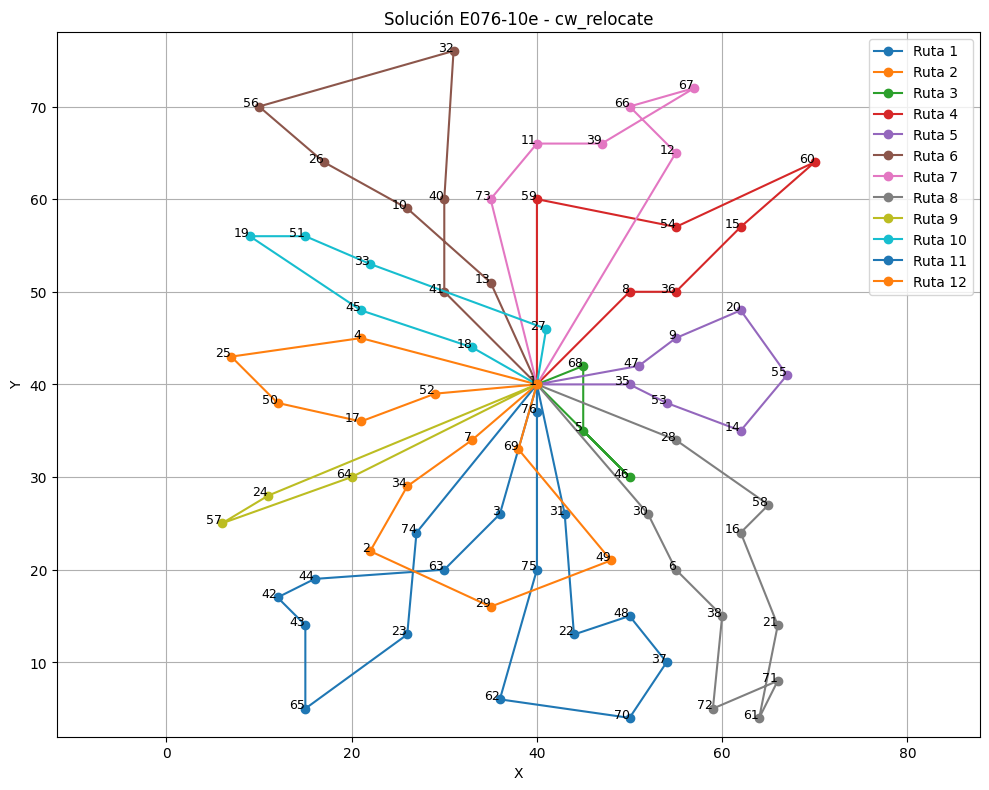 Solución E076-10e - cw_relocate
Ruta 1
Ruta 2
Ruta 3
Ruta 4
Ruta 5
Ruta 6
Ruta 7
Ruta 8
Ruta 9
Ruta 10
Ruta 11
Ruta 12
32
67
56 66
70
11 39 12
26 60
60
73 40 59
10
54 15
19 51
33
13
50
41 8 36
27
45 20
18 4 9
25 68 47 55
40
1 35
50 52 53
76
17 14
7 69 5 28
30
64 34 46
24 58
57 3 31 30
74 16
2 49
20
63 75 6
44
42 29 48 38
43 23 22 21
10
37
71
62 72
65 70 61
0 20 40 60 80
X
Y